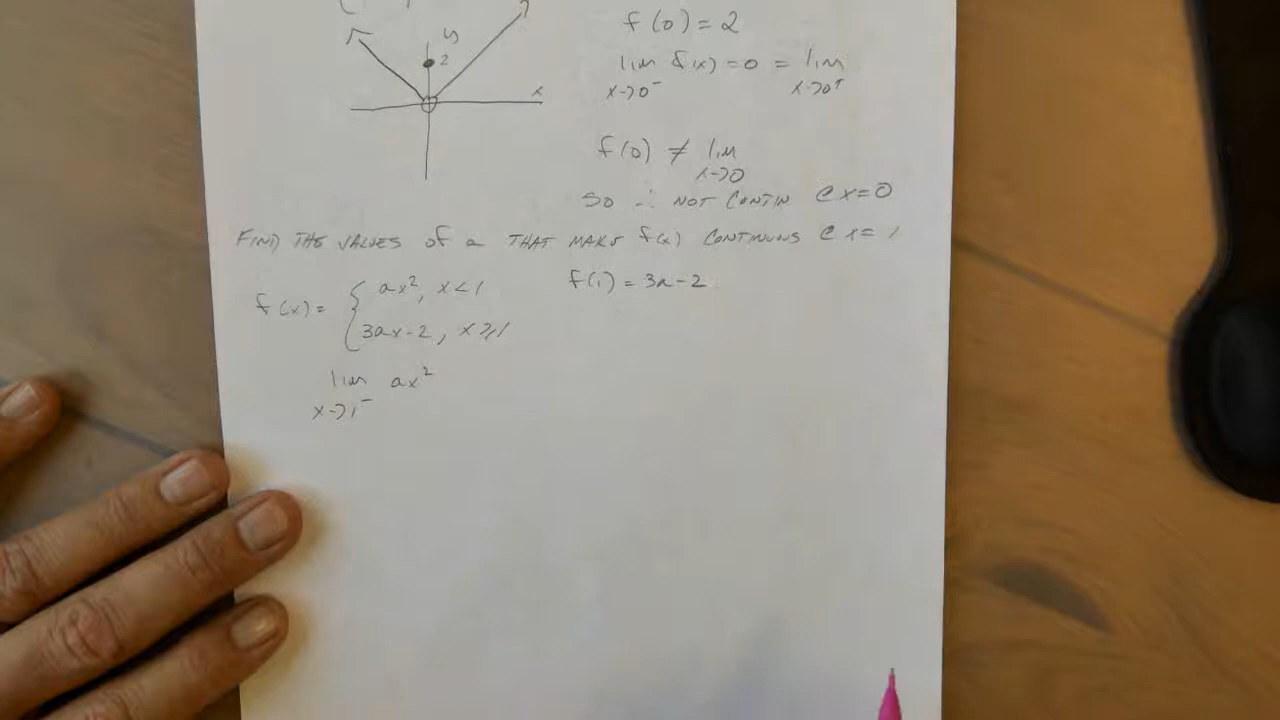 y
2
x
f(0) = 2
lim f(x) = 0 = lim
x→0⁻ x→0⁺
f(0) ≠ lim
x→0
SO ∴ NOT CONTIN @ x=0
FIND THE VALUES of a THAT MAKE f(x) CONTINUOS @ x = 1
f(x) = { ax², x<1
3ax-2, x≥1
f(1) = 3a-2
lim ax²
x→1⁻